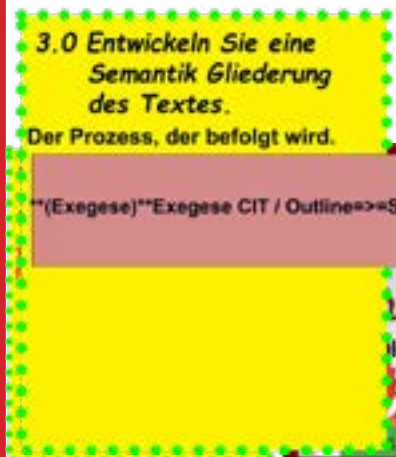 3.0 Entwickeln Sie eine
Semantik Gliederung
des Textes.
Der Prozess, der befolgt wird.
**(Exegese)**Exegese CIT / Outline=>=S